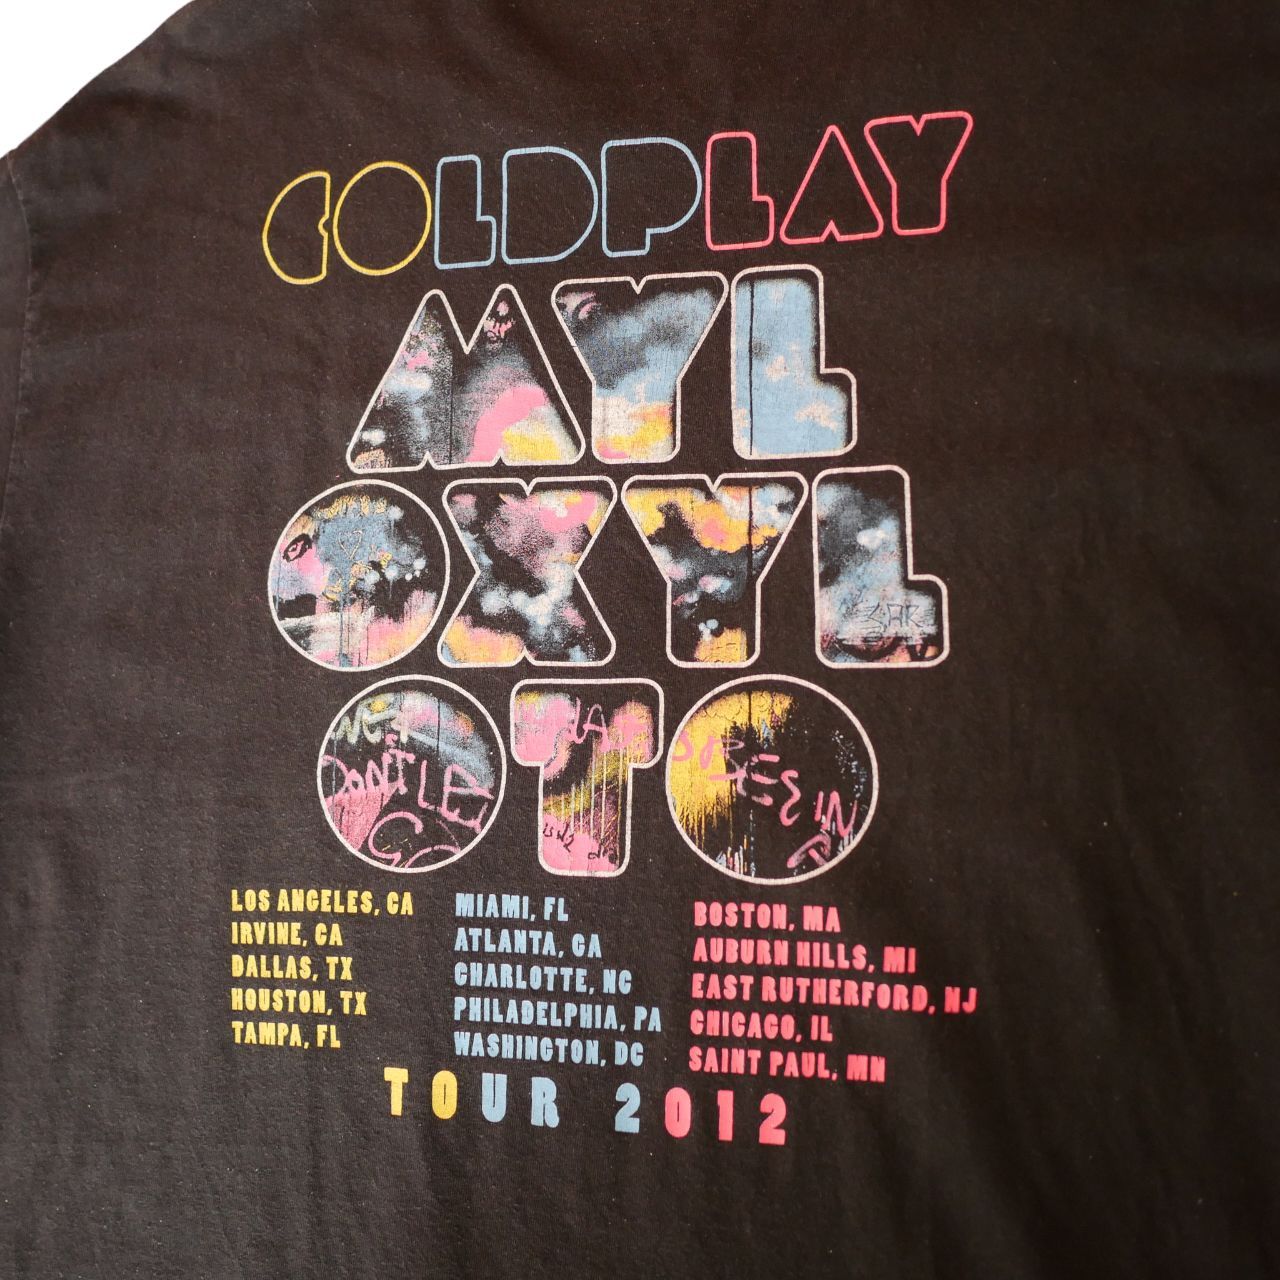 COLDPLAY
MYL
OXYL
OTO
LOS ANGELES, CA
IRVINE, CA
DALLAS, TX
HOUSTON, TX
TAMPA, FL
MIAMI, FL
ATLANTA, GA
CHARLOTTE, NC
PHILADELPHIA, PA
WASHINGTON, DC
BOSTON, MA
AUBURN HILLS, MI
EAST RUTHERFORD, NJ
CHICAGO, IL
SAINT PAUL, MN
TOUR 2012